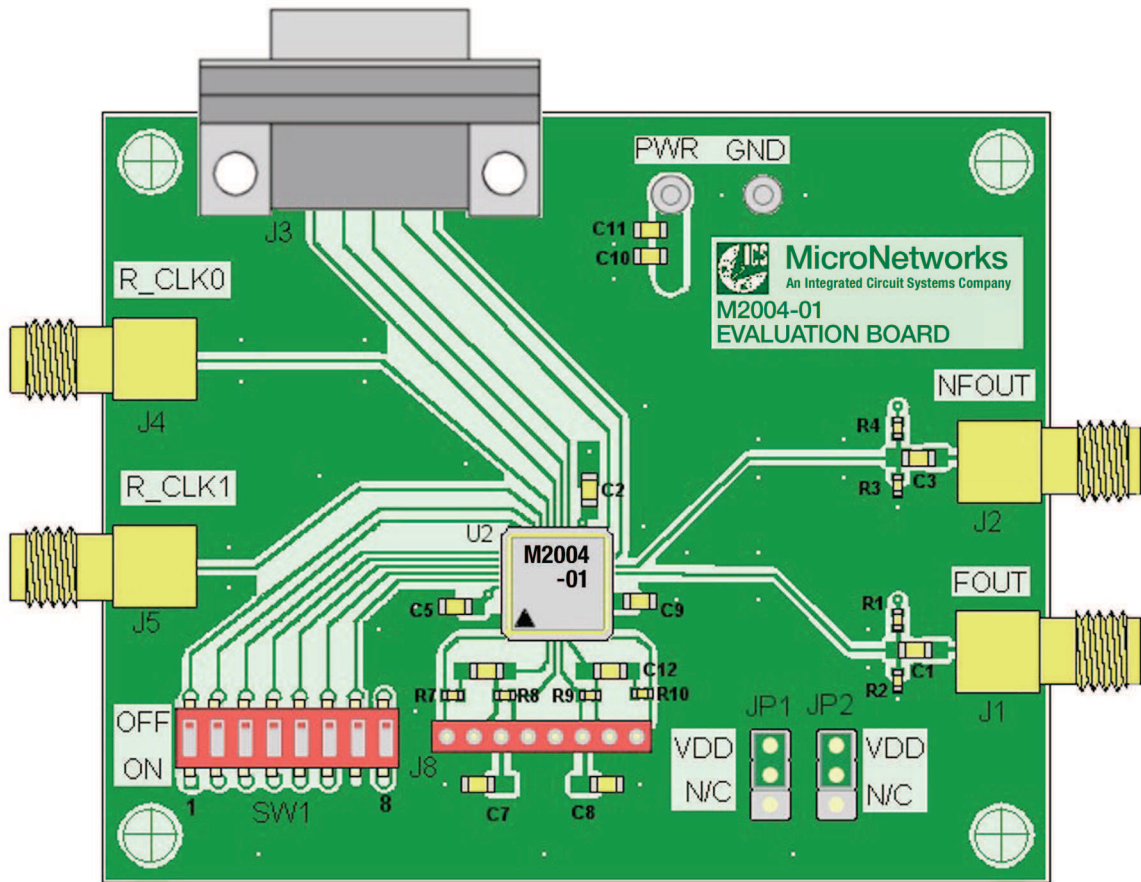 PWR GND
J3
C11
C10
ICS
MicroNetworks
An Integrated Circuit Systems Company
M2004-01
EVALUATION BOARD
R_CLK0
J4
NFOUT
R4
R3
C3
J2
R_CLK1
J5
C2
U2
M2004
-01
C5
C9
FOUT
R1
R2
C1
J1
C12
R7
R8
R9
R10
JP1 JP2
OFF
ON
1
8
SW1
J8
C7
C8
VDD
N/C
VDD
N/C